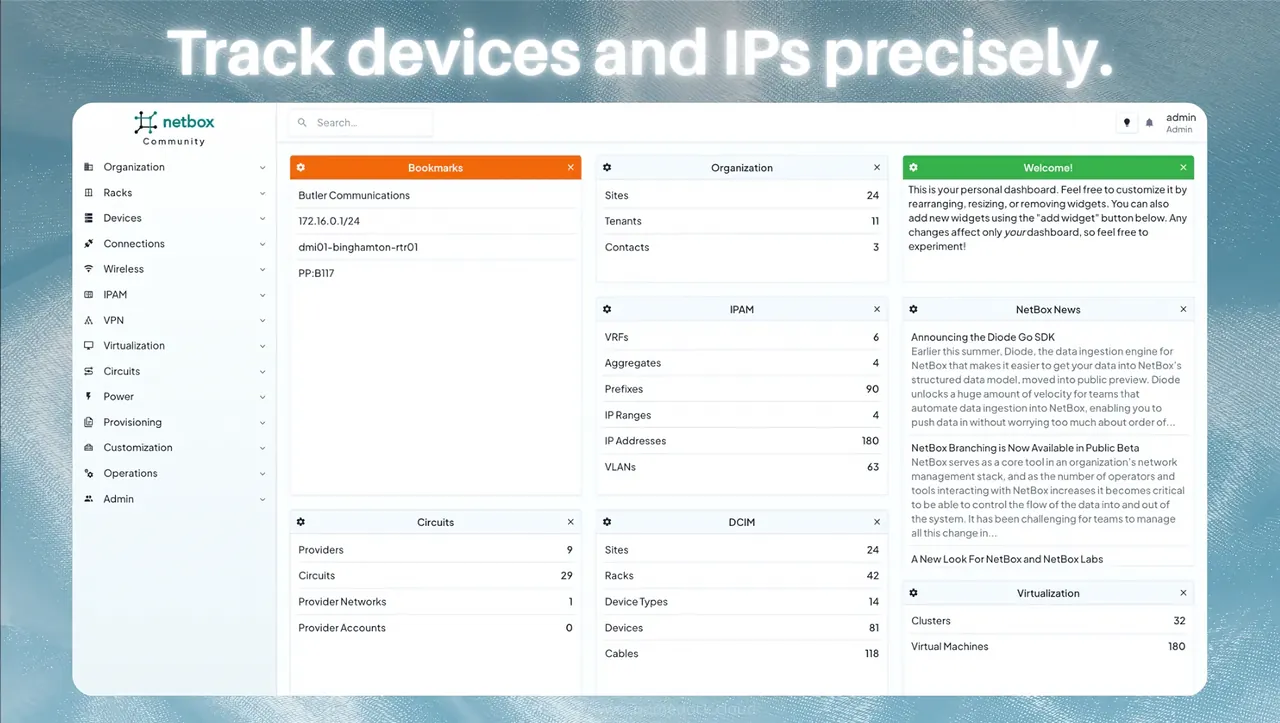 Track devices and IPs precisely.
netbox
Community
Search...
admin
Admin
Organization
Racks
Devices
Connections
Wireless
IPAM
VPN
Virtualization
Circuits
Power
Provisioning
Customization
Operations
Admin
Bookmarks
Butler Communications
172.16.0.1/24
dmi01-binghamton-rtr01
PP:B117
Organization
Sites 24
Tenants 11
Contacts 3
Welcome!
This is your personal dashboard. Feel free to customize it by
rearranging, resizing, or removing widgets. You can also
add new widgets using the "add widget" button below. Any
changes affect only your dashboard, so feel free to
experiment!
IPAM
VRFs 6
Aggregates 4
Prefixes 90
IP Ranges 4
IP Addresses 180
VLANs 63
NetBox News
Announcing the Diode Go SDK
Earlier this summer, Diode, the data ingestion engine for
NetBox that makes it easier to get your data into NetBox's
structured data model, moved into public preview. Diode
unlocks a huge amount of velocity for teams that
automate data ingestion into NetBox, enabling you to
push data in without worrying too much about order of...
NetBox Branching is Now Available in Public Beta
NetBox serves as a core tool in an organization's network
management stack, and as the number of operators and
tools interacting with NetBox increases it becomes critical
to be able to control the flow of the data into and out of
the system. It has been challenging for teams to manage
all this change in...
A New Look For NetBox and NetBox Labs
Circuits
Providers 9
Circuits 29
Provider Networks 1
Provider Accounts 0
DCIM
Sites 24
Racks 42
Device Types 14
Devices 81
Cables 118
Virtualization
Clusters 32
Virtual Machines 180